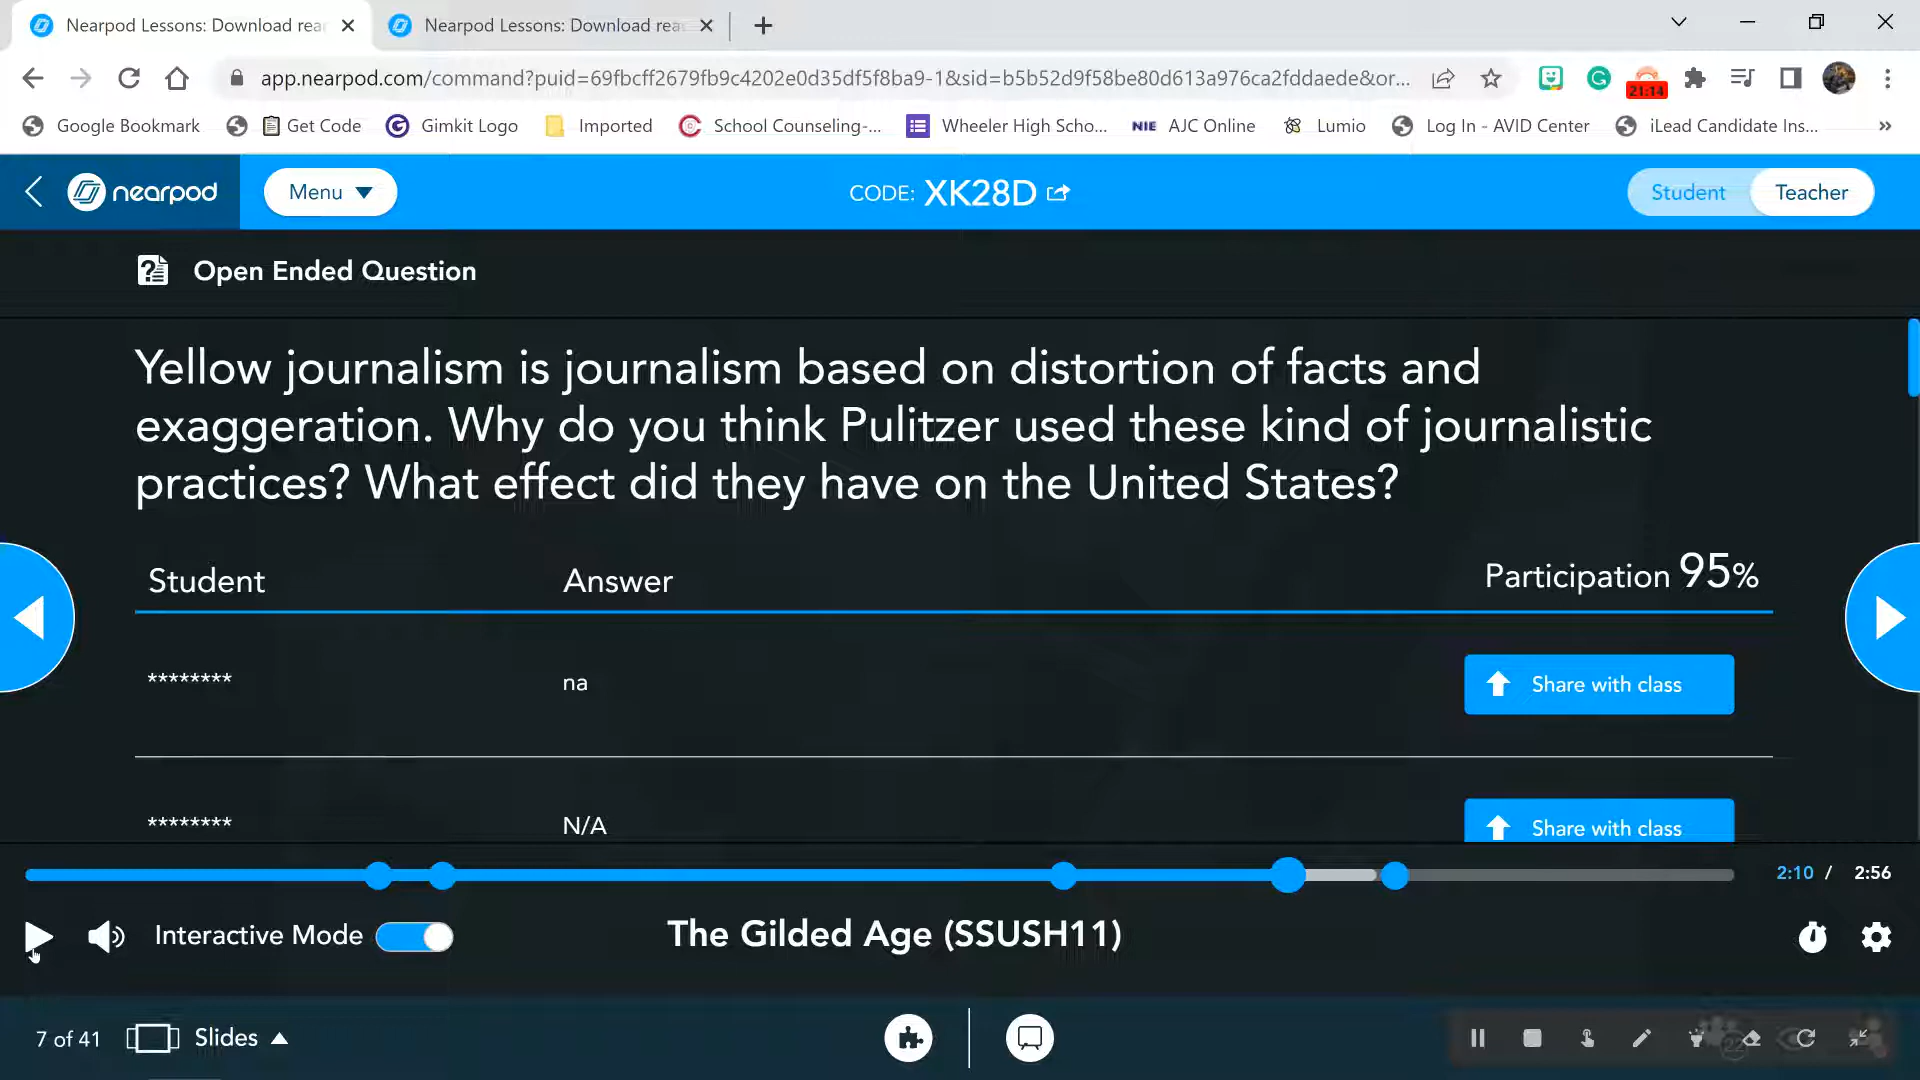 Nearpod Lessons: Download rea
Nearpod Lessons: Download rea
app.nearpod.com/command?puid=69fbcff2679fb9c4202e0d35df5f8ba9-1&sid=b5b52d9f58be80d613a976ca2fddaede&or...
21:14
Google Bookmark
Get Code
Gimkit Logo
Imported
School Counseling-...
Wheeler High Scho...
NIE AJC Online
Lumio
Log In - AVID Center
iLead Candidate Ins...
nearpod
Menu
CODE: XK28D
Student
Teacher
Open Ended Question
Yellow journalism is journalism based on distortion of facts and
exaggeration. Why do you think Pulitzer used these kind of journalistic
practices? What effect did they have on the United States?
Student
Answer
Participation 95%
********
na
Share with class
********
N/A
Share with class
2:10 / 2:56
Interactive Mode
The Gilded Age (SSUSH11)
7 of 41
Slides
22